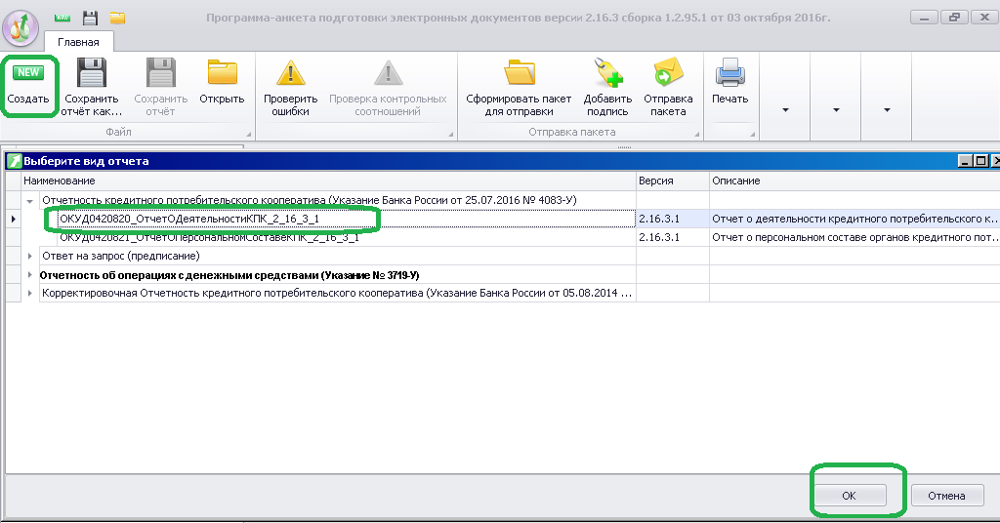 NEW
Программа-анкета подготовки электронных документов версии 2.16.3 сборка 1.2.95.1 от 03 октября 2016г.
Главная
NEW
Создать
Сохранить отчёт как...
Сохранить отчёт
Открыть
Файл
Проверить ошибки
Проверка контрольных соотношений
Сформировать пакет для отправки
Добавить подпись
Отправка пакета
Отправка пакета
Печать
Выберите вид отчета
Наименование Версия Описание
Отчетность кредитного потребительского кооператива (Указание Банка России от 25.07.2016 № 4083-У)
ОКУД0420820_ОтчетОДеятельностиКПК_2_16_3_1 2.16.3.1 Отчет о деятельности кредитного потребительского к...
ОКУД0420821_ОтчетОПерсональномСоставеКПК_2_16_3_1 2.16.3.1 Отчет о персональном составе органов кредитного пот...
Ответ на запрос (предписание)
Отчетность об операциях с денежными средствами (Указание № 3719-У)
Корректировочная Отчетность кредитного потребительского кооператива (Указание Банка России от 05.08.2014 ...
OK Отмена